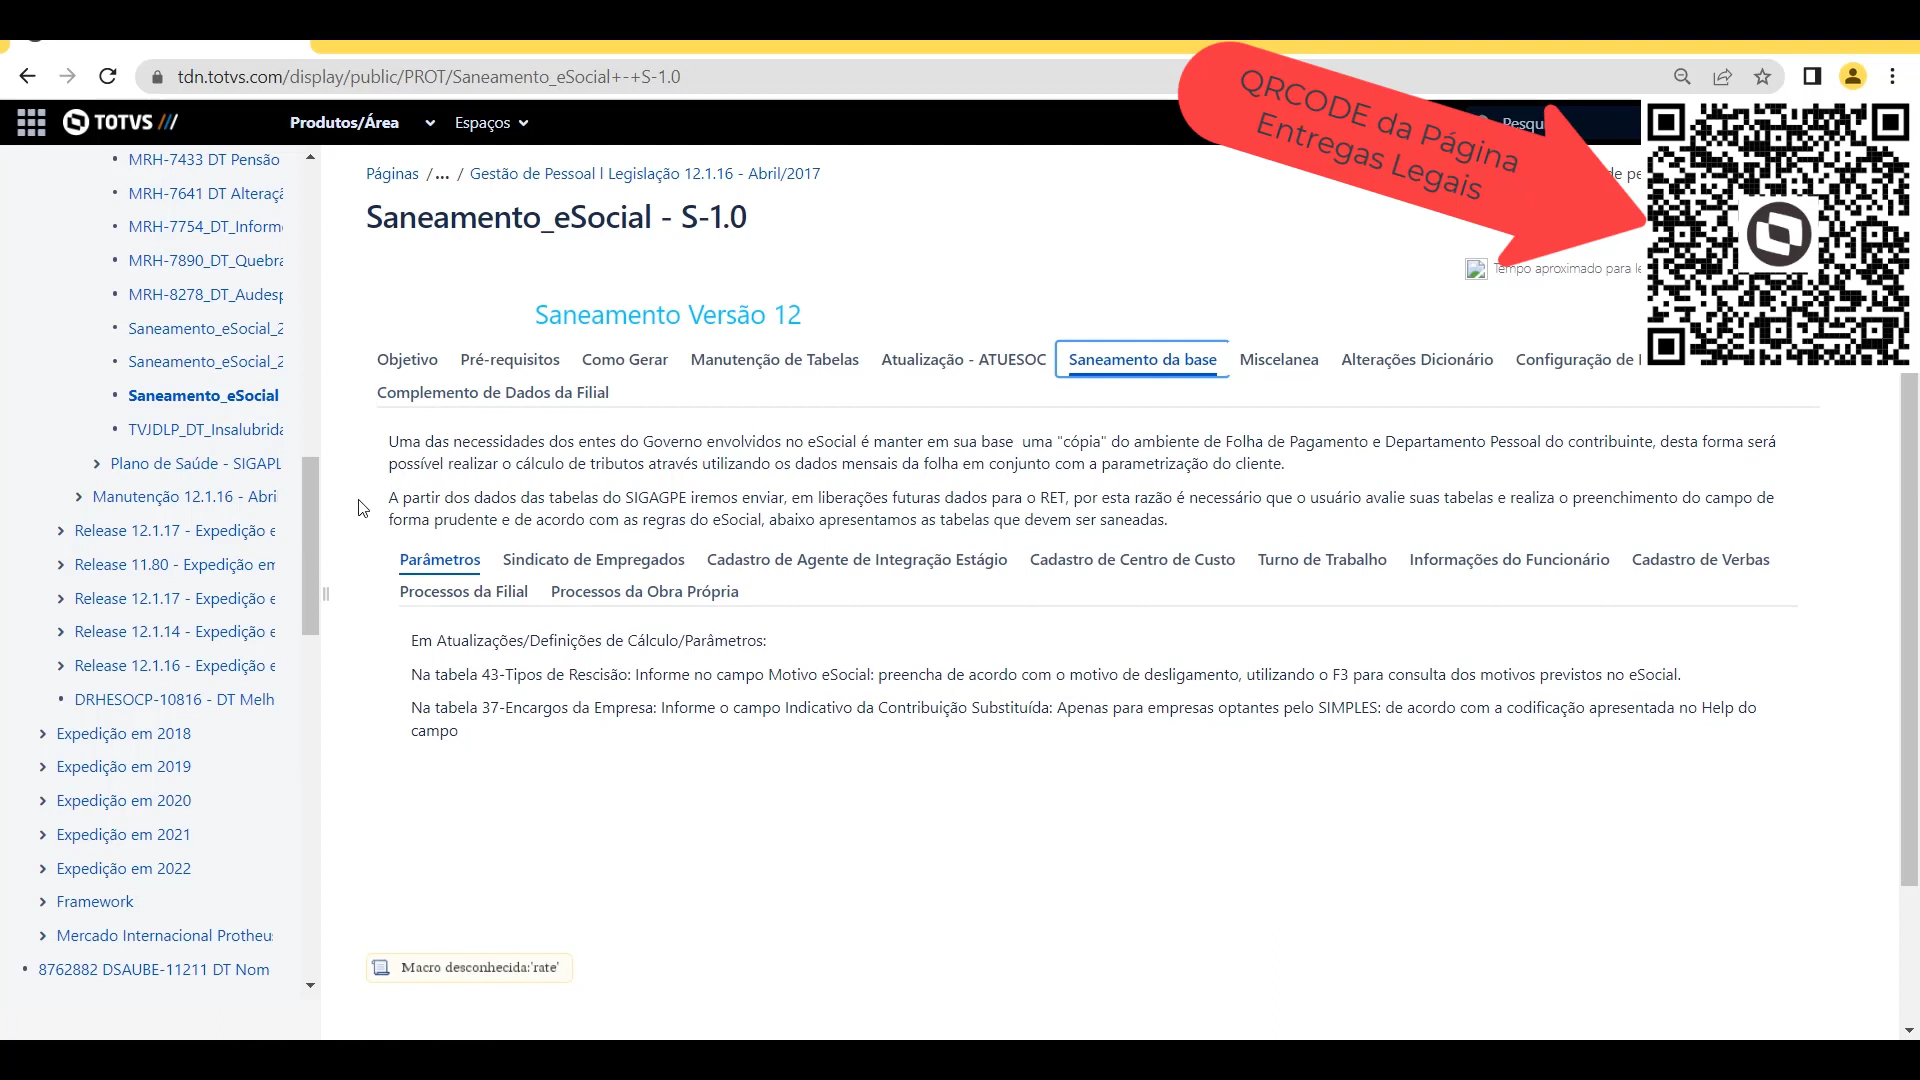 tdn.totvs.com/display/public/PROT/Saneamento_eSocial+-+S-1.0
TOTVS
Produtos/Área
Espaços
Pesqu
QRCODE da Página
Entregas Legais
MRH-7433 DT Pensão
MRH-7641 DT Alteraçã
MRH-7754_DT_Inform
MRH-7890_DT_Quebra
MRH-8278_DT_Audesp
Saneamento_eSocial_2
Saneamento_eSocial_2
Saneamento_eSocial
TVJDLP_DT_Insalubrida
Plano de Saúde - SIGAPL
Manutenção 12.1.16 - Abri
Release 12.1.17 - Expedição e
Release 11.80 - Expedição em
Release 12.1.17 - Expedição e
Release 12.1.14 - Expedição e
Release 12.1.16 - Expedição e
DRHESOCP-10816 - DT Melh
Expedição em 2018
Expedição em 2019
Expedição em 2020
Expedição em 2021
Expedição em 2022
Framework
Mercado Internacional Protheus
8762882 DSAUBE-11211 DT Nom
Páginas /... / Gestão de Pessoal l Legislação 12.1.16 - Abril/2017
de pe
Saneamento_eSocial - S-1.0
Tempo aproximado para le
Saneamento Versão 12
Objetivo Pré-requisitos Como Gerar Manutenção de Tabelas Atualização - ATUESOC Saneamento da base Miscelanea Alterações Dicionário Configuração de
Complemento de Dados da Filial
Uma das necessidades dos entes do Governo envolvidos no eSocial é manter em sua base uma "cópia" do ambiente de Folha de Pagamento e Departamento Pessoal do contribuinte, desta forma será
possível realizar o cálculo de tributos através utilizando os dados mensais da folha em conjunto com a parametrização do cliente.
A partir dos dados das tabelas do SIGAGPE iremos enviar, em liberações futuras dados para o RET, por esta razão é necessário que o usuário avalie suas tabelas e realiza o preenchimento do campo de
forma prudente e de acordo com as regras do eSocial, abaixo apresentamos as tabelas que devem ser saneadas.
Parâmetros Sindicato de Empregados Cadastro de Agente de Integração Estágio Cadastro de Centro de Custo Turno de Trabalho Informações do Funcionário Cadastro de Verbas
Processos da Filial Processos da Obra Própria
Em Atualizações/Definições de Cálculo/Parâmetros:
Na tabela 43-Tipos de Rescisão: Informe no campo Motivo eSocial: preencha de acordo com o motivo de desligamento, utilizando o F3 para consulta dos motivos previstos no eSocial.
Na tabela 37-Encargos da Empresa: Informe o campo Indicativo da Contribuição Substituída: Apenas para empresas optantes pelo SIMPLES: de acordo com a codificação apresentada no Help do
campo
Macro desconhecida:'rate'